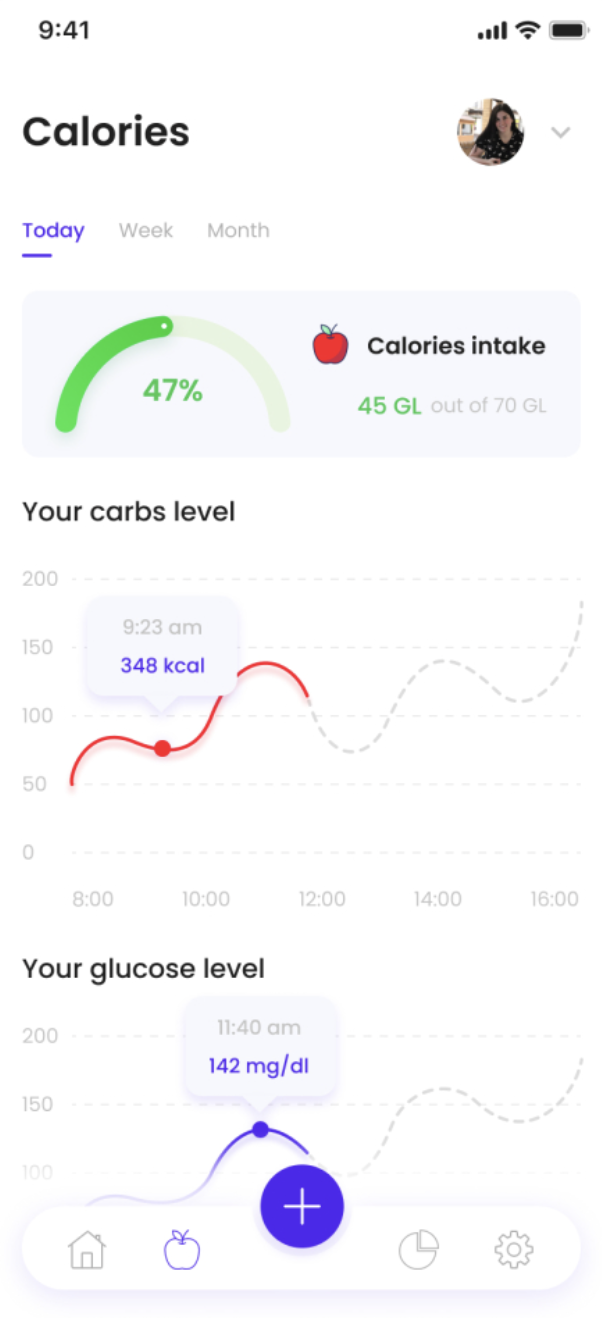 9:41
Calories
Today Week Month
47%
Calories intake
45 GL out of 70 GL
Your carbs level
200
9:23 am
150
348 kcal
100
50
0
8:00 10:00 12:00 14:00 16:00
Your glucose level
11:40 am
200
142 mg/dl
150
100